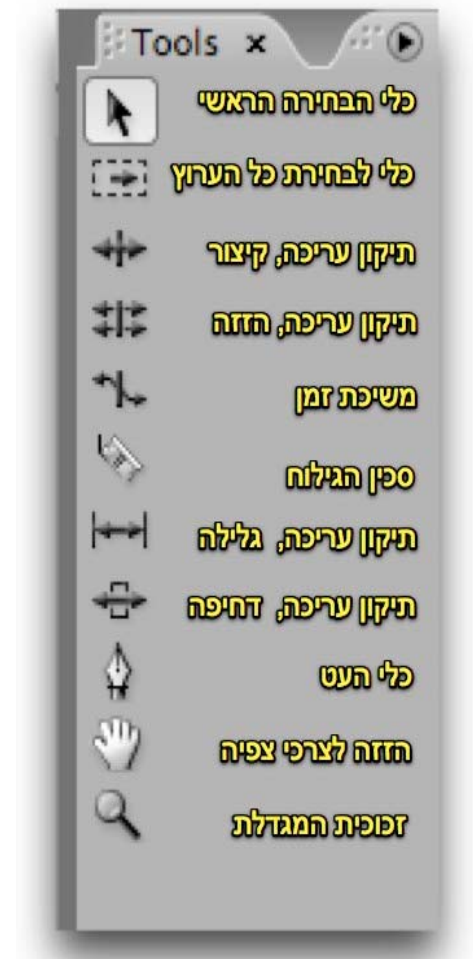 Tools x
כלי הבחירה הראשי
כלי לבחירת כל הערוץ
תיקון עריכה, קיצור
תיקון עריכה, הזזה
משיכת זמן
סכין הגילוח
תיקון עריכה, גלילה
תיקון עריכה, דחיפה
כלי העט
הזזה לצרכי צפיה
זכוכית המגדלת